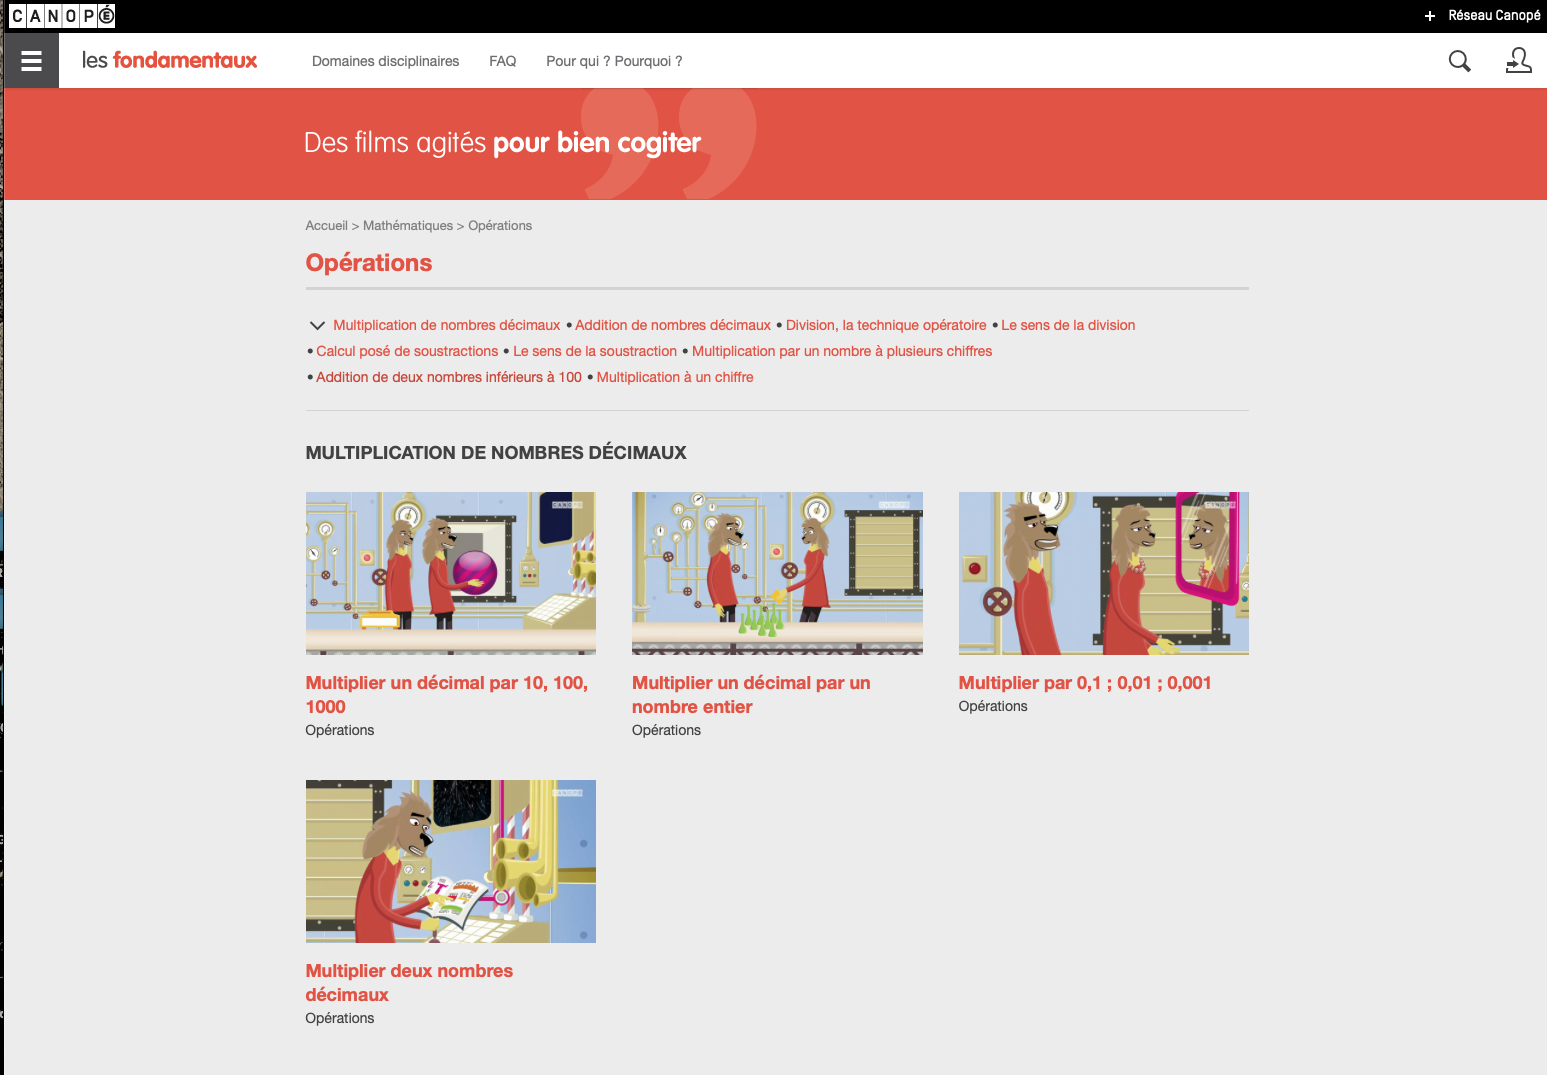 CANOPÉ
+ Réseau Canopé
les fondamentaux
Domaines disciplinaires
FAQ
Pour qui ? Pourquoi ?
Des films agités pour bien cogiter
Accueil > Mathématiques > Opérations
Opérations
Multiplication de nombres décimaux • Addition de nombres décimaux • Division, la technique opératoire • Le sens de la division
• Calcul posé de soustractions • Le sens de la soustraction • Multiplication par un nombre à plusieurs chiffres
• Addition de deux nombres inférieurs à 100 • Multiplication à un chiffre
MULTIPLICATION DE NOMBRES DÉCIMAUX
CANOPÉ
CANOPÉ
CANOPÉ
Multiplier un décimal par 10, 100,
1000
Opérations
Multiplier un décimal par un
nombre entier
Opérations
Multiplier par 0,1 ; 0,01 ; 0,001
Opérations
CANOPÉ
Multiplier deux nombres
décimaux
Opérations